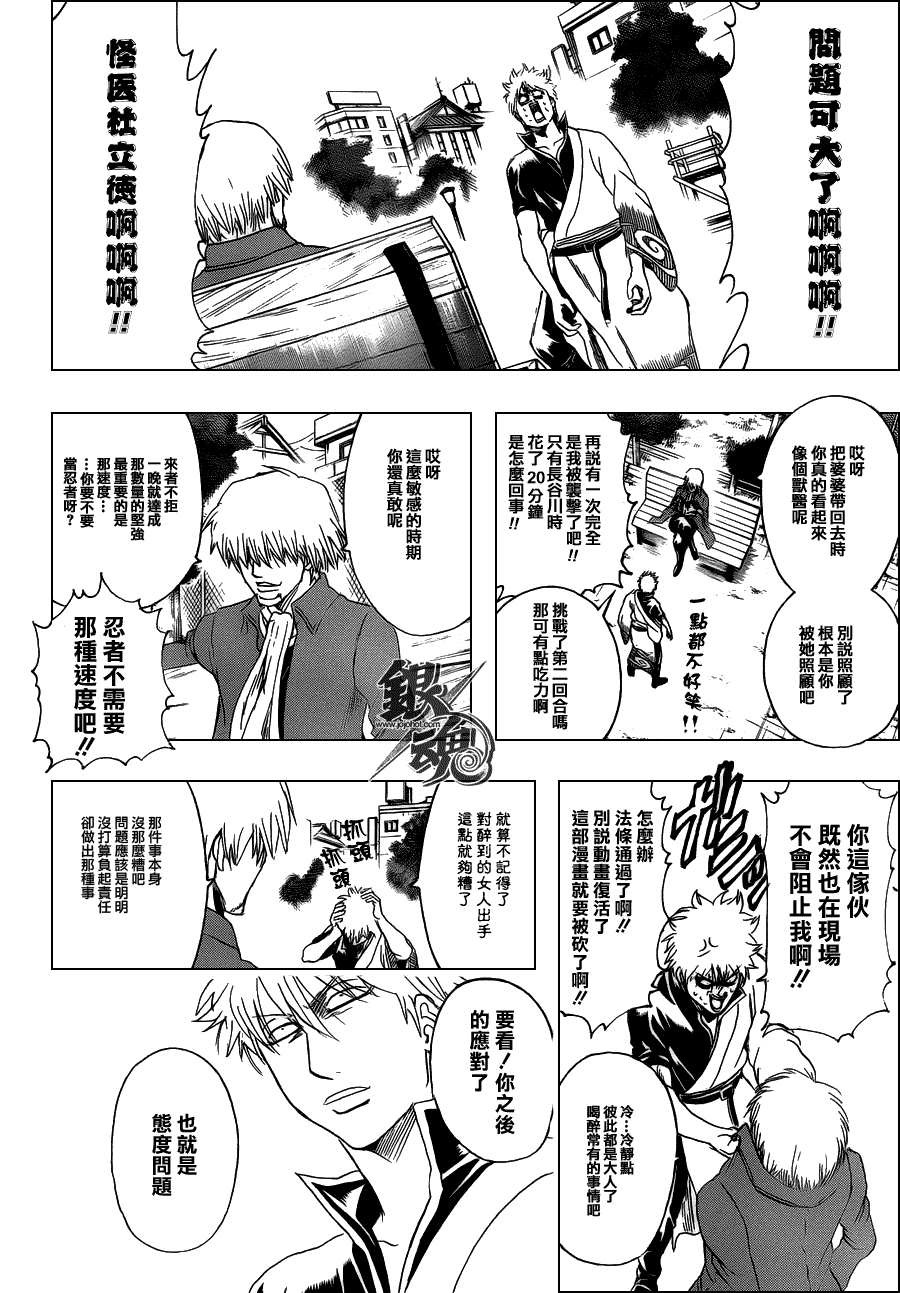 問題可大了啊啊啊!!
怪医杜立德啊啊啊!!
哎呀
把婆婆帶回去時
你真的看起來
像個獸醫呢
別説照顧了
根本是你
被她照顧吧
一點都不好笑!!
再説有一次完全
是我被襲擊了吧!!
只有長谷川時
花了20分鐘
是怎麼回事!!
挑戰了第二回合嗎
那可有點吃力啊
哎呀
這麼敏感的時期
你還真敢呢
來者不拒
一晚就達成
那數量的堅強
最重要的是
那速度…
…你要不要
當忍者呀？
忍者不需要
那種速度吧!!
銀魂
www.jojohot.com
你這傢伙
既然也在現場
不會阻止我啊!!
怎麼辦
法條通過了啊!!
別説動畫復活了
這部漫畫就要被砍了啊!!
冷…冷靜點
彼此都是大人了
喝醉常有的事情吧
就算不記得了
對醉到的女人出手
這點就夠糟了
抓頭
抓頭
那件事本身
沒那麼糟吧
問題應該是明明
沒打算負起責任
卻做出那種事
要看！你之後
的應對了
也就是
態度問題